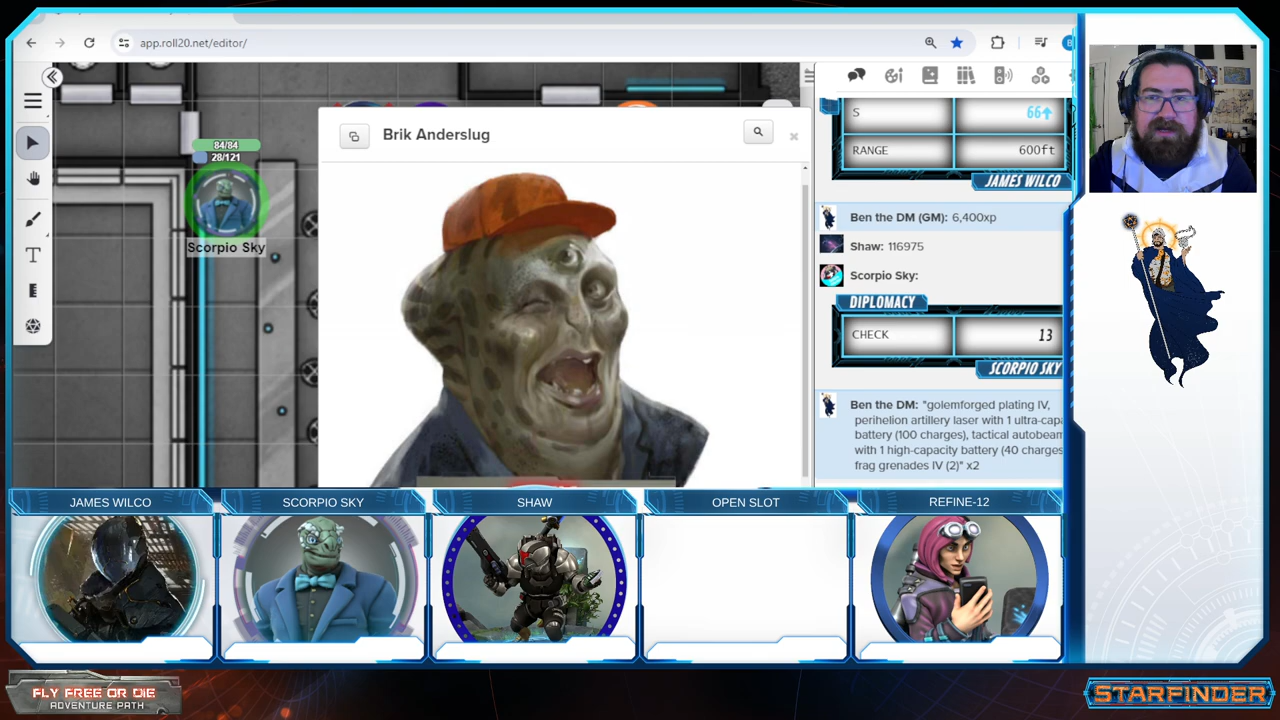 app.roll20.net/editor/
84/84
28/121
Scorpio Sky
Brik Anderslug
S 66
RANGE 600ft
JAMES WILCO
Ben the DM (GM): 6,400xp
Shaw: 116975
Scorpio Sky:
DIPLOMACY
CHECK 13
SCORPIO SKY
Ben the DM: "golemforged plating IV,
perihelion artillery laser with 1 ultra-capa
battery (100 charges), tactical autobeam
with 1 high-capacity battery (40 charges
frag grenades IV (2)" x2
JAMES WILCO
SCORPIO SKY
SHAW
OPEN SLOT
REFINE-12
FLY FREE OR DIE
ADVENTURE PATH
STARFINDER